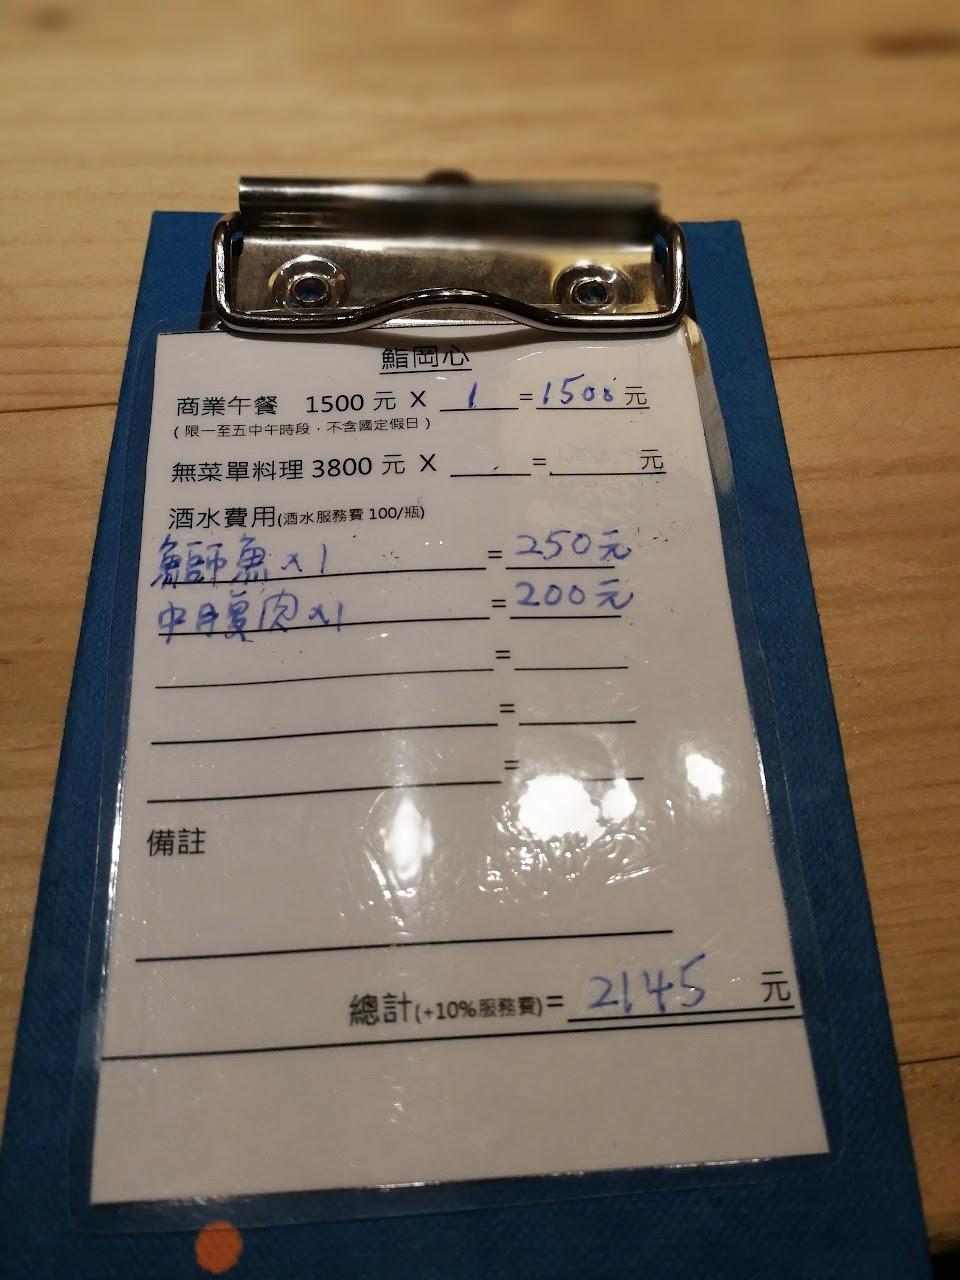 鮨岡心
商業午餐 1500 元 X 1 = 1500 元
(限一至五中午時段，不含國定假日)
無菜單料理 3800 元 X = 元
酒水費用(酒水服務費 100/瓶)
鰤魚 x1 = 250元
中腹肉 x1 = 200元
=
=
=
備註
總計(+10%服務費)= 2145 元